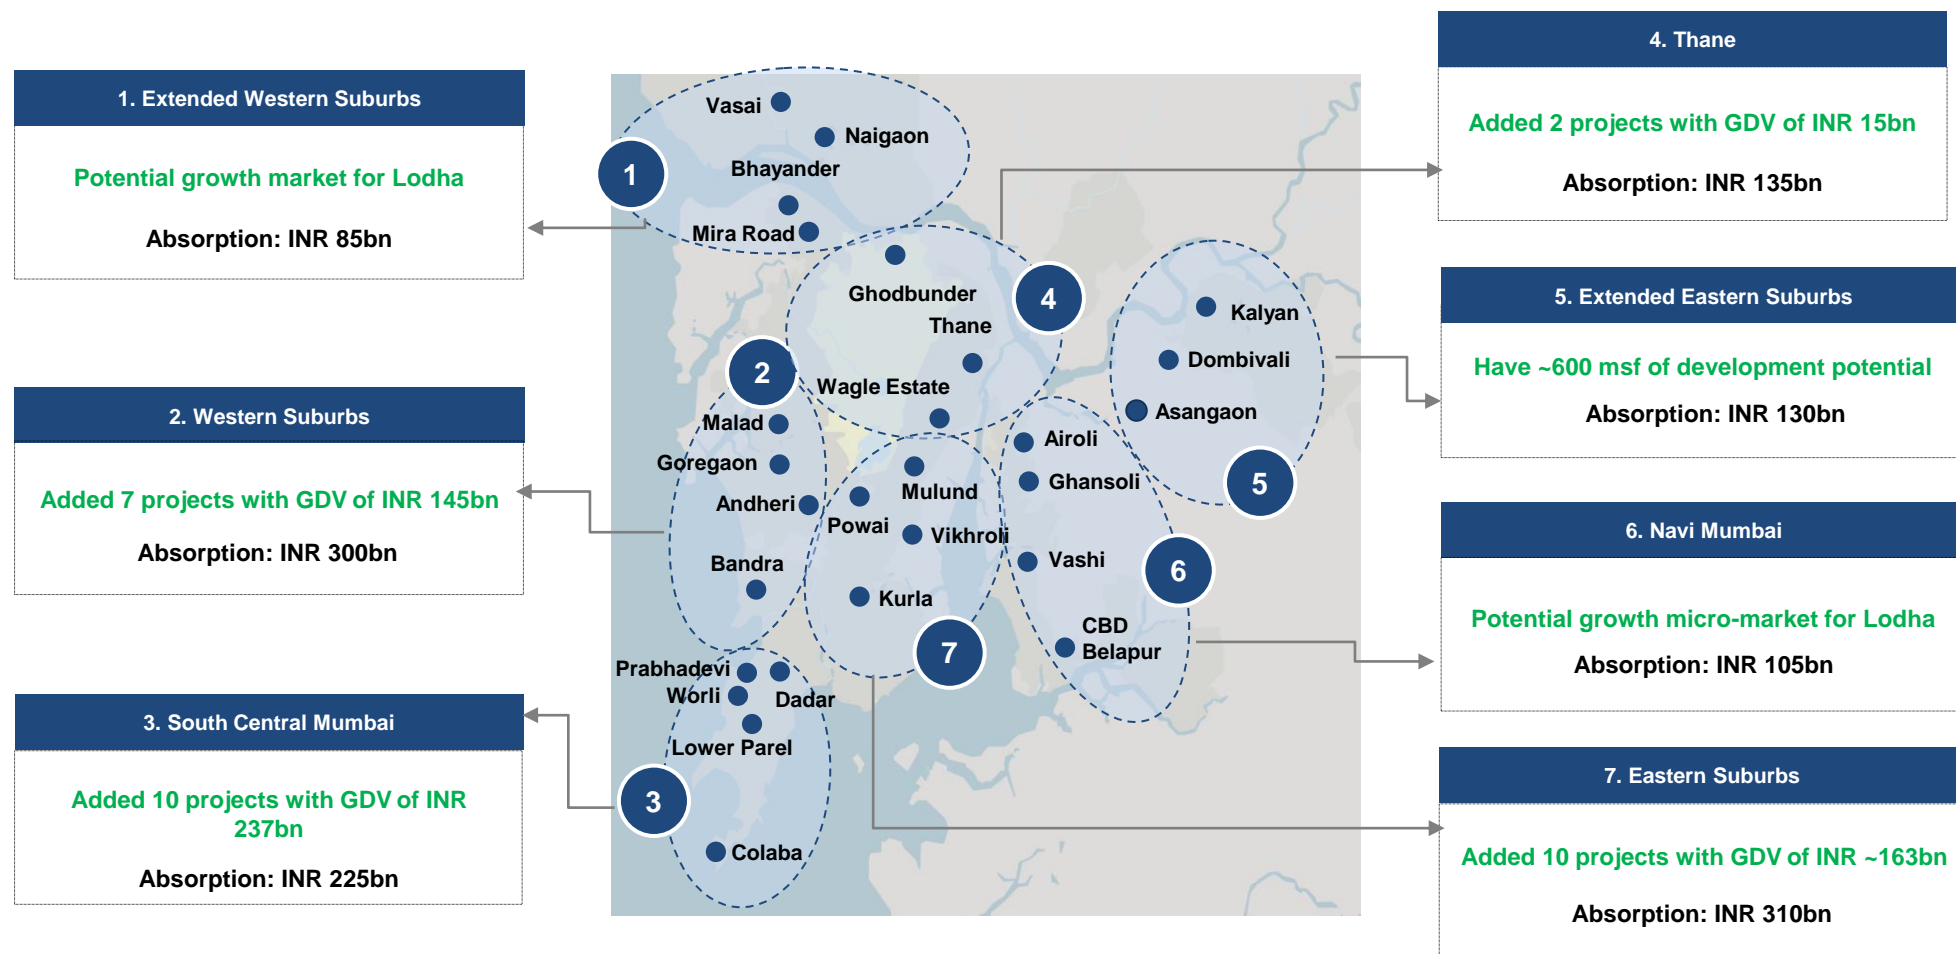 1. Extended Western Suburbs
Potential growth market for Lodha
Absorption: INR 85bn
2. Western Suburbs
Added 7 projects with GDV of INR 145bn
Absorption: INR 300bn
3. South Central Mumbai
Added 10 projects with GDV of INR
237bn
Absorption: INR 225bn
Vasai
Naigaon
Bhayander
1
Mira Road
Ghodbunder
4
Thane
Wagle Estate
2
Malad
Goregaon
Andheri
Bandra
Mulund
Powai
Vikhroli
Kurla
7
Kalyan
Dombivali
Asangaon
5
Airoli
Ghansoli
Vashi
6
CBD
Belapur
Prabhadevi
Worli
Dadar
Lower Parel
3
Colaba
4. Thane
Added 2 projects with GDV of INR 15bn
Absorption: INR 135bn
5. Extended Eastern Suburbs
Have ~600 msf of development potential
Absorption: INR 130bn
6. Navi Mumbai
Potential growth micro-market for Lodha
Absorption: INR 105bn
7. Eastern Suburbs
Added 10 projects with GDV of INR ~163bn
Absorption: INR 310bn